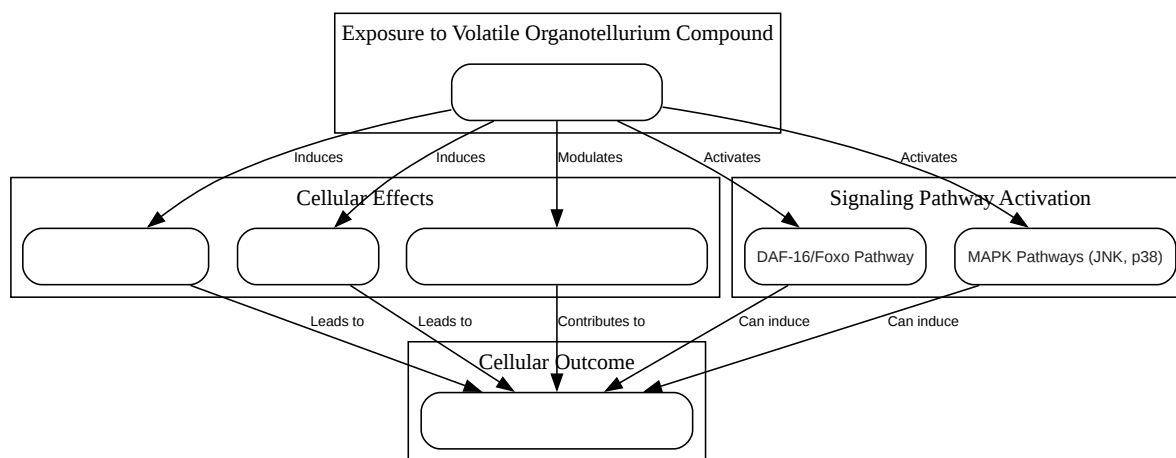 Exposure to Volatile Organotellurium Compound
Induces
Induces
Modulates
Activates
Activates
Cellular Effects
Signaling Pathway Activation
DAF-16/Foxo Pathway
MAPK Pathways (JNK, p38)
Leads to
Leads to
Contributes to
Can induce
Can induce
Cellular Outcome